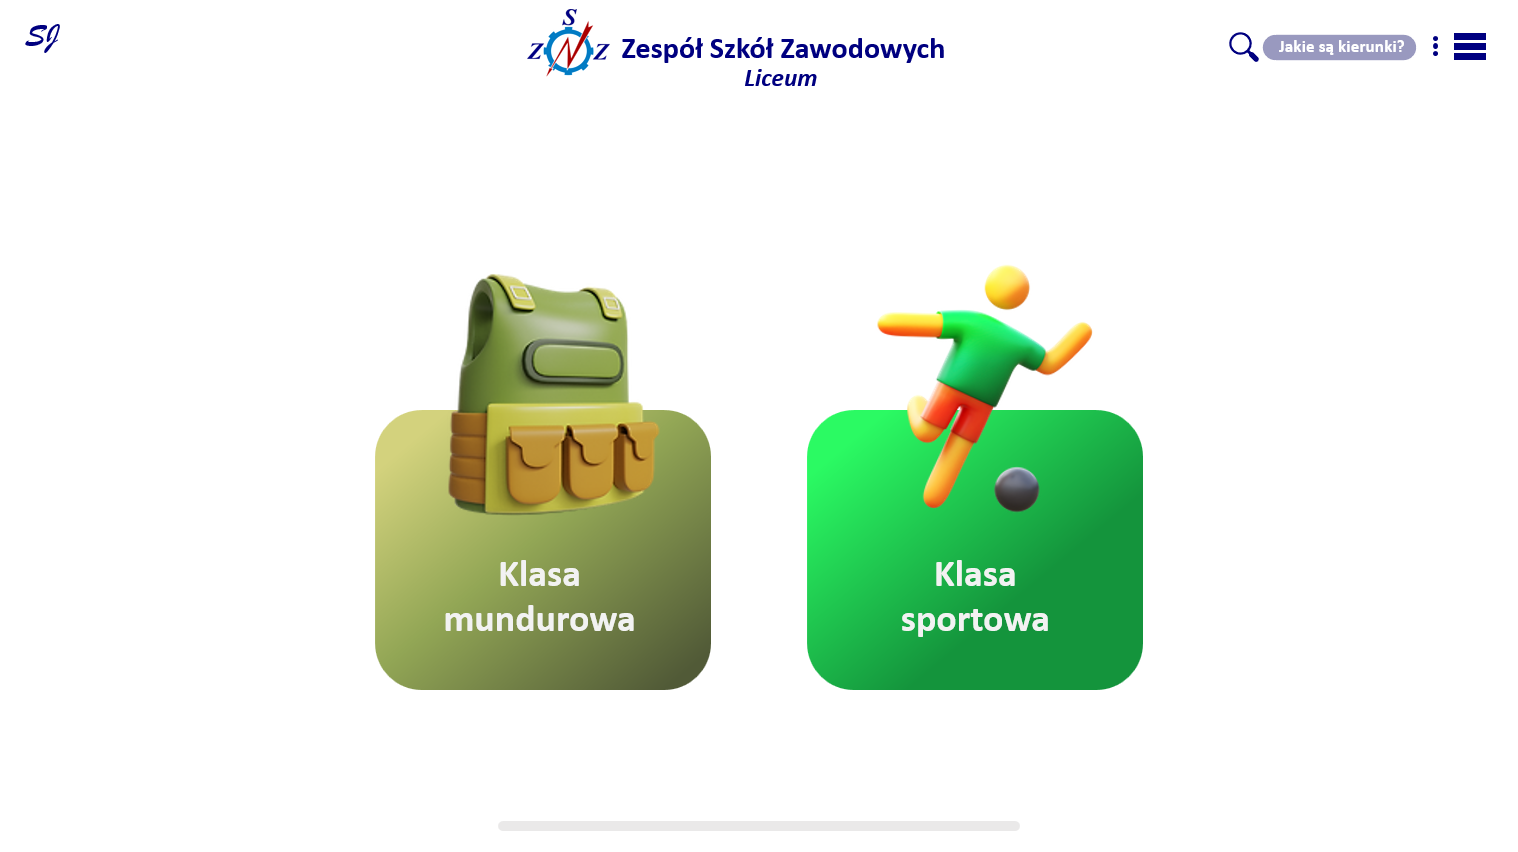 SJ
S
Z Z
Zespół Szkół Zawodowych
Liceum
Jakie są kierunki?
Klasa
mundurowa
Klasa
sportowa